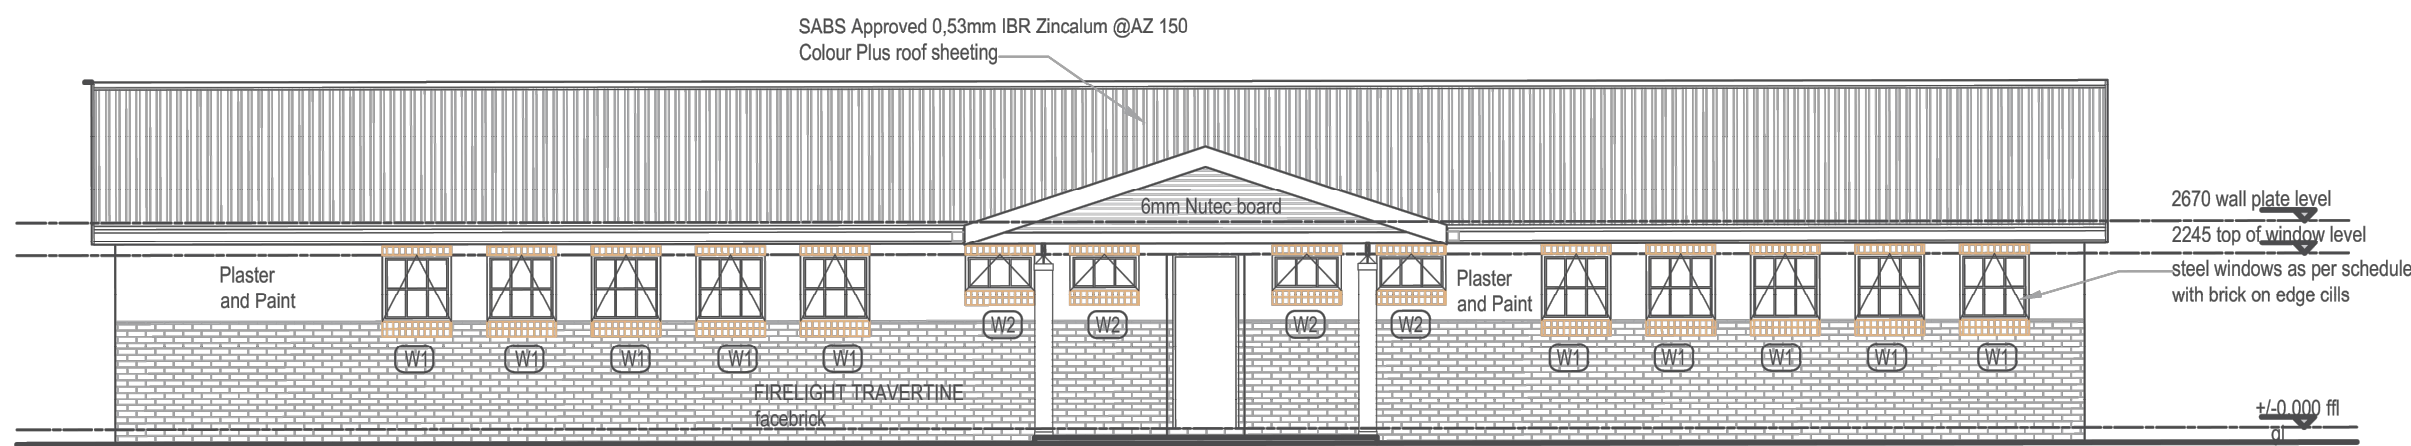 SABS Approved 0,53mm IBR Zincalum @AZ 150
Colour Plus roof sheeting
6mm Nutec board
2670 wall plate level
2245 top of window level
steel windows as per schedule
with brick on edge cills
Plaster
and Paint
Plaster
and Paint
W2 W2 W2 W2
W1 W1 W1 W1 W1 W1 W1 W1 W1 W1
FIRELIGHT TRAVERTINE
facebrick
+/-0.000 ffl
gl